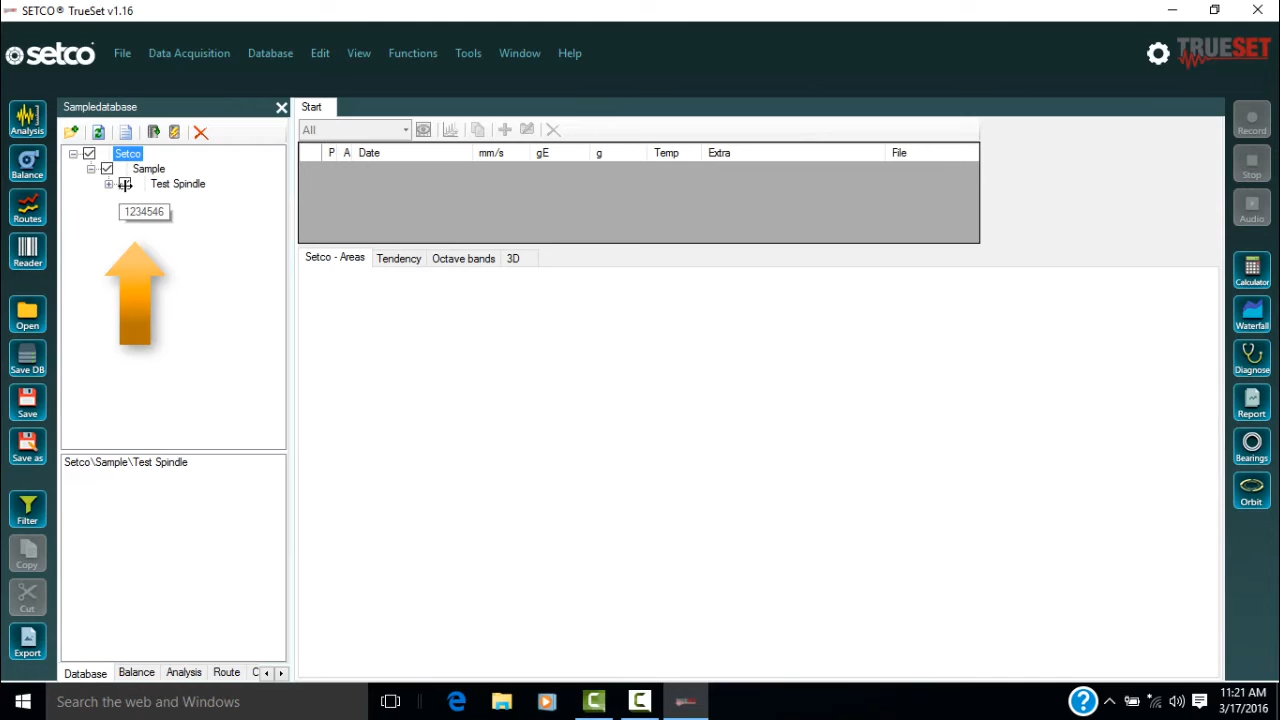 SETCO® TrueSet v1.16
setco File Data Acquisition Database Edit View Functions Tools Window Help TRUESET
Sampledatabase
Start
Analysis
Balance
Routes
Reader
Open
Save DB
Save
Save as
Filter
Copy
Cut
Export
Setco
Sample
Test Spindle
1234546
Setco\Sample\Test Spindle
Database Balance Analysis Route C
All
P A Date mm/s gE g Temp Extra File
Setco - Areas Tendency Octave bands 3D
Record
Stop
Audio
Calculator
Waterfall
Diagnose
Report
Bearings
Orbit
Search the web and Windows
11:21 AM
3/17/2016